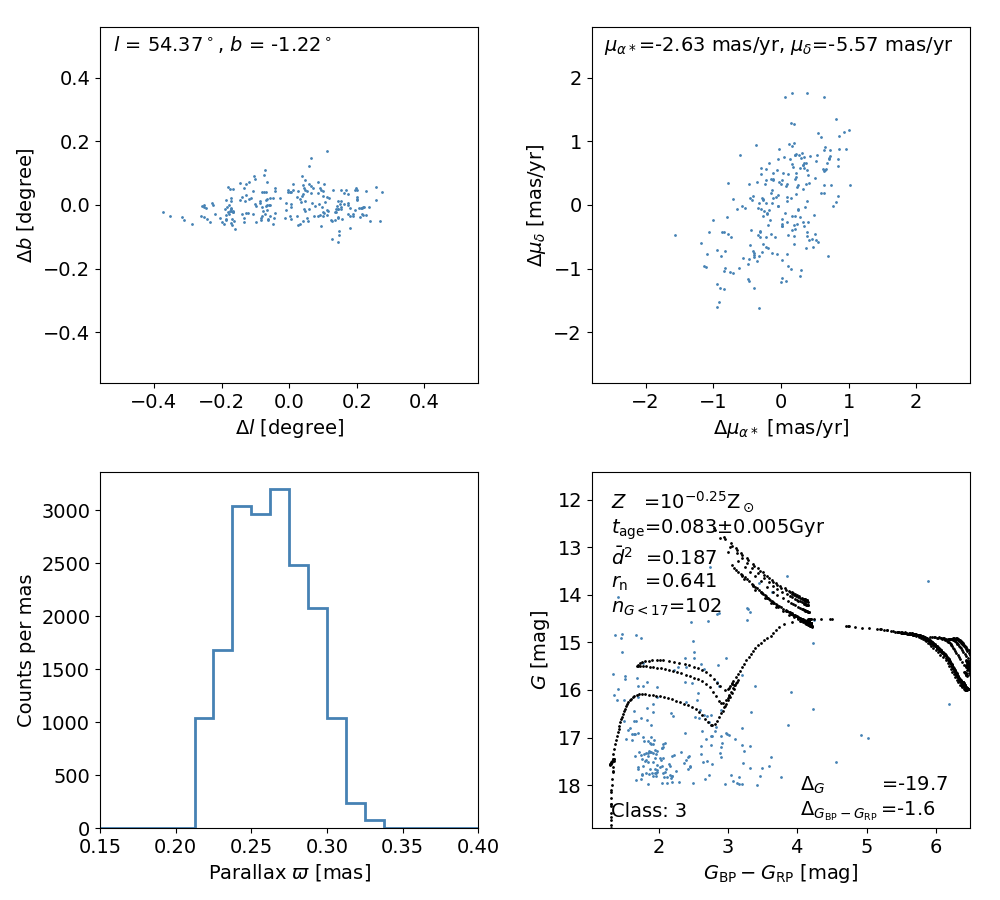 l = 54.37°, b = -1.22°
0.4
0.2
0.0
−0.2
−0.4
Δb [degree]
−0.4 −0.2 0.0 0.2 0.4
Δl [degree]
μα*=-2.63 mas/yr, μδ=-5.57 mas/yr
2
1
0
−1
−2
Δμδ [mas/yr]
−2 −1 0 1 2
Δμα* [mas/yr]
3000
2500
2000
1500
1000
500
0
Counts per mas
0.15 0.20 0.25 0.30 0.35 0.40
Parallax ϖ [mas]
Z =10^−0.25 Z⊙
t_age=0.083±0.005Gyr
d̄² =0.187
r_n =0.641
n_G<17=102
12
13
14
15
16
17
18
G [mag]
Δ_G =-19.7
Δ_GBP−GRP =-1.6
Class: 3
2 3 4 5 6
G_BP − G_RP [mag]